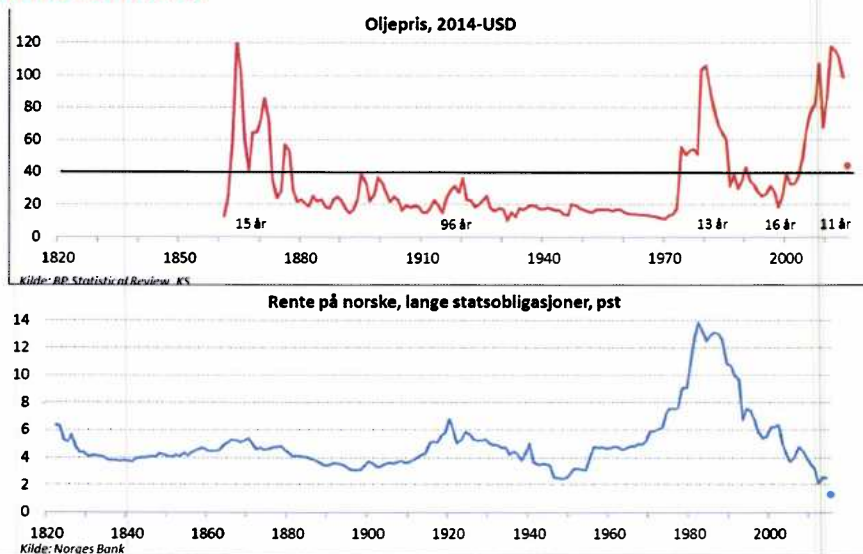 Oljepris, 2014-USD
120
100
80
60
40
20
0
15 år
96 år
13 år
16 år
11 år
1820 1850 1880 1910 1940 1970 2000
Kilde: BP Statistical Review, KS
Rente på norske, lange statsobligasjoner, pst
14
12
10
8
6
4
2
0
1820 1840 1860 1880 1900 1920 1940 1960 1980 2000
Kilde: Norges Bank